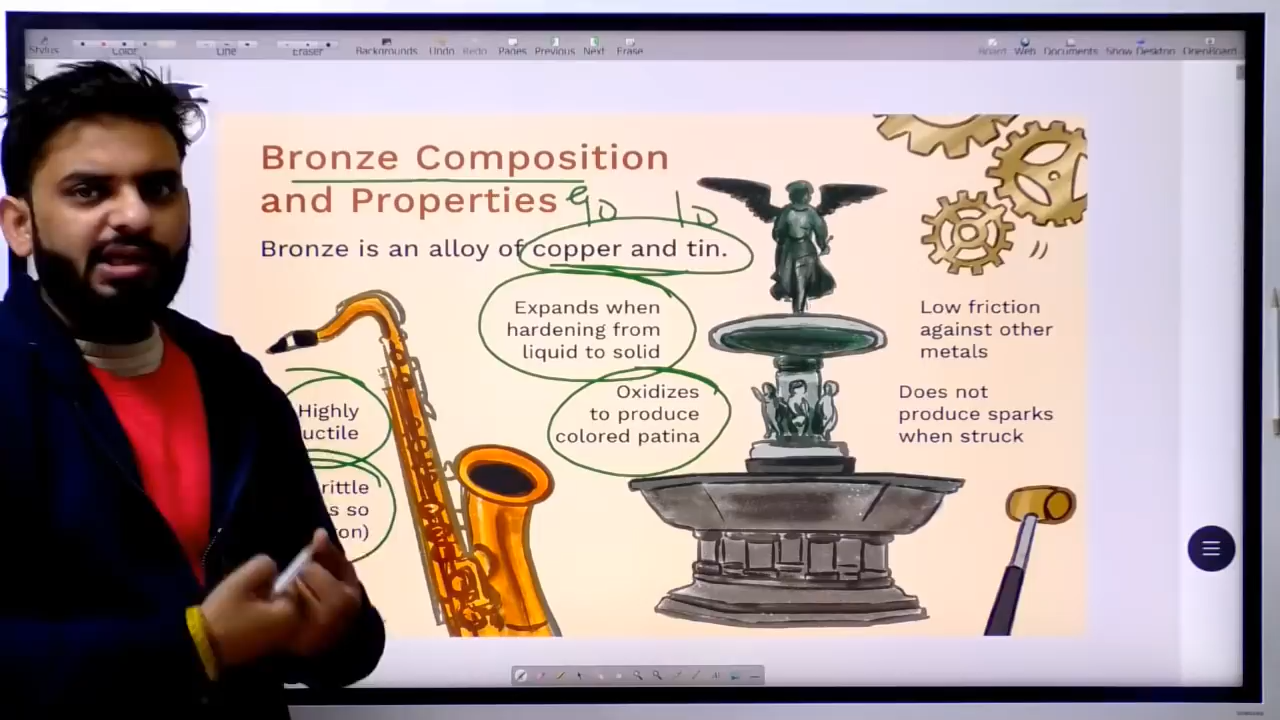 Stylus Color Line Eraser Backgrounds Undo Redo Pages Previous Next Erase Board Web Documents Show Desktop OpenBoard
Bronze Composition
and Properties
90 10
Bronze is an alloy of copper and tin.
Expands when
hardening from
liquid to solid
Low friction
against other
metals
Highly
uctile
Oxidizes
to produce
colored patina
Does not
produce sparks
when struck
rittle
s so
on)